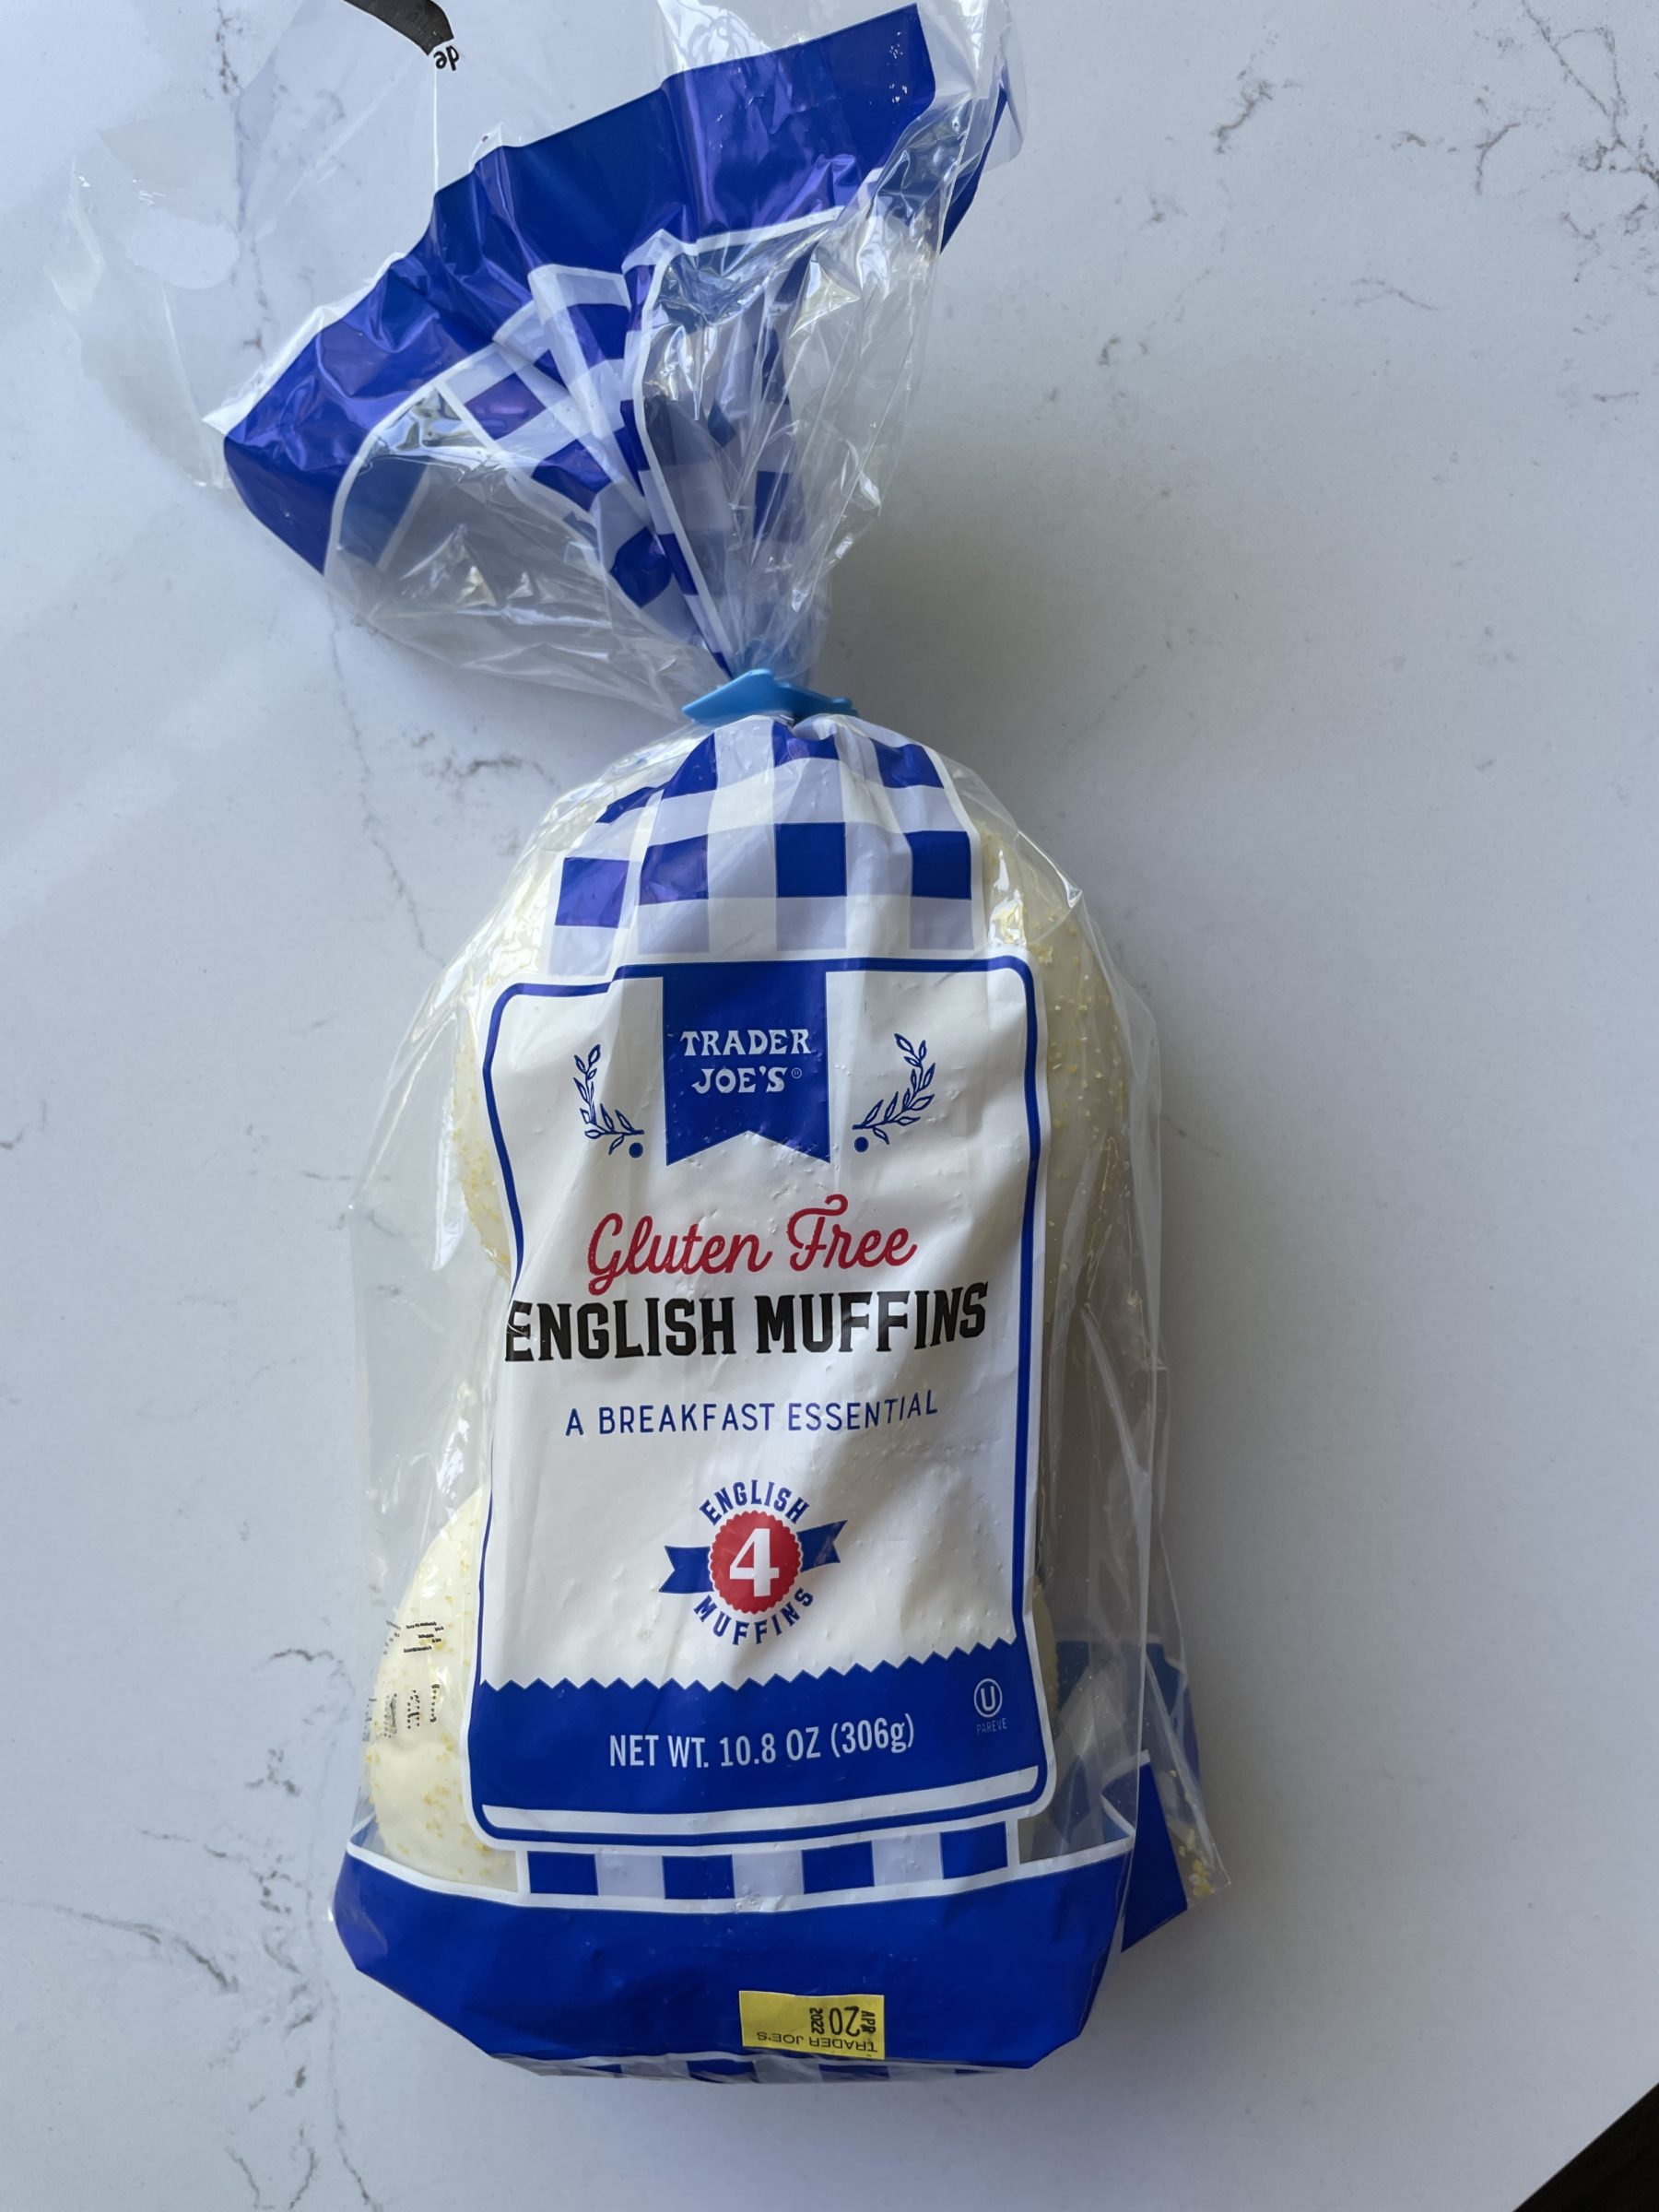 TRADER
JOE'S®
Gluten Free
ENGLISH MUFFINS
A BREAKFAST ESSENTIAL
ENGLISH
4
MUFFINS
U
PAREVE
NET WT. 10.8 OZ (306g)
TRADER JOE'S
APR
20
2022